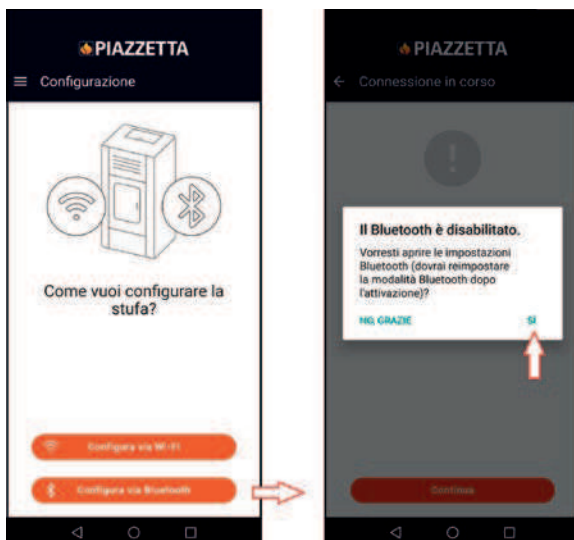 PIAZZETTA
Configurazione
Come vuoi configurare la
stufa?
Configura via Wi-Fi
Configura via Bluetooth
PIAZZETTA
Connessione in corso
Il Bluetooth è disabilitato.
Vorresti aprire le impostazioni
Bluetooth (dovrai reimpostare
la modalità Bluetooth dopo
l'attivazione)?
NO, GRAZIE
SÌ
Continua